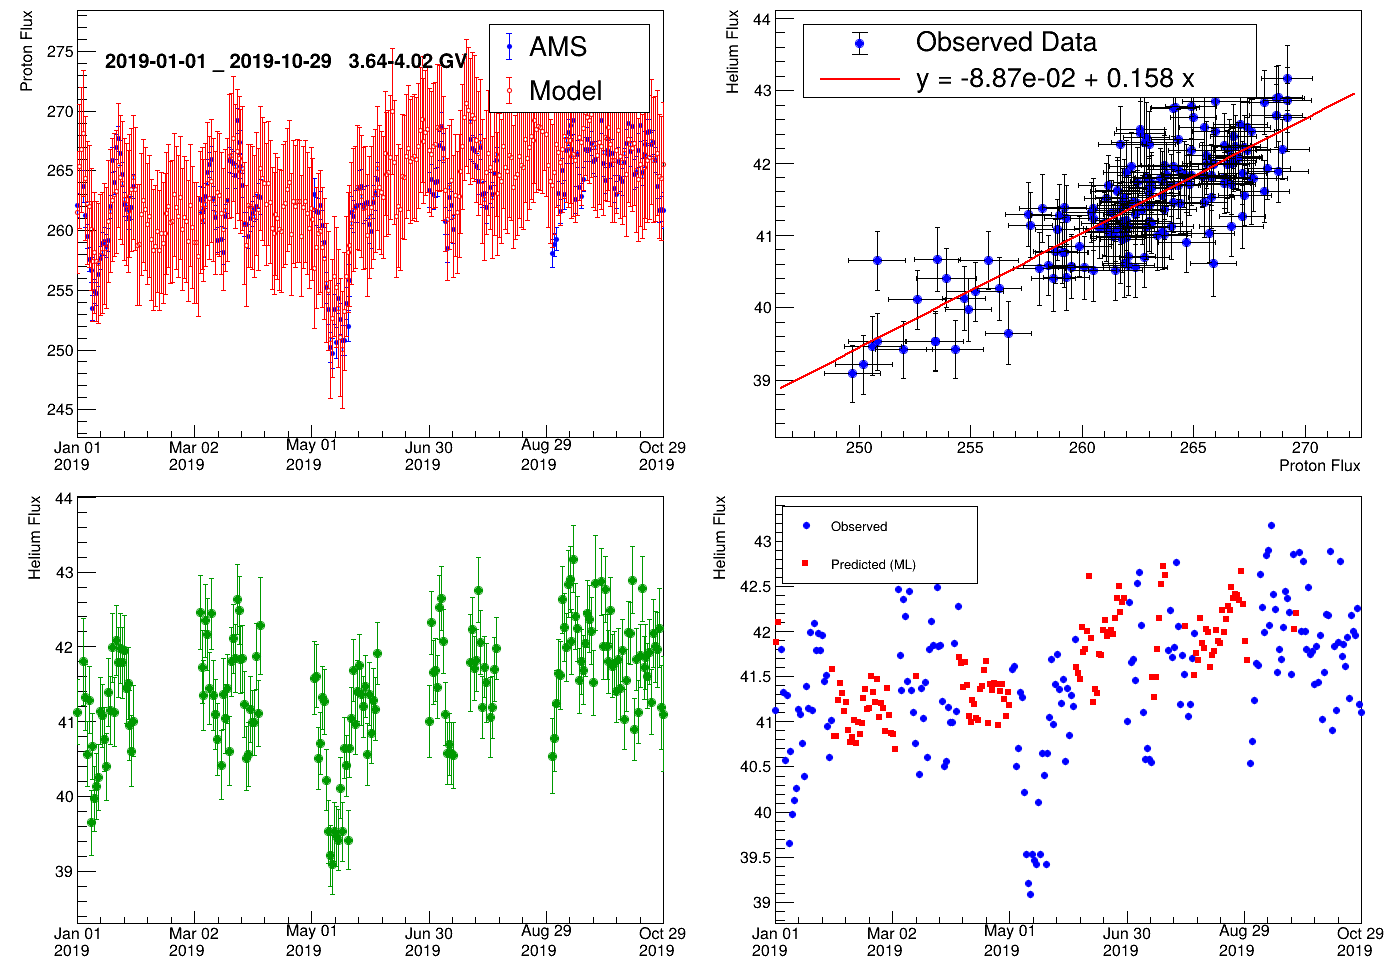 Proton Flux
275
270
265
260
255
250
245
2019-01-01 _ 2019-10-29 3.64-4.02 GV
AMS
Model
Jan 01 Mar 02 May 01 Jun 30 Aug 29 Oct 29
2019 2019 2019 2019 2019 2019
Helium Flux
44
43
42
41
40
39
Observed Data
y = -8.87e-02 + 0.158 x
250 255 260 265 270
Proton Flux
Helium Flux
44
43
42
41
40
39
Jan 01 Mar 02 May 01 Jun 30 Aug 29 Oct 29
2019 2019 2019 2019 2019 2019
Helium Flux
43
42.5
42
41.5
41
40.5
40
39.5
39
Observed
Predicted (ML)
Jan 01 Mar 02 May 01 Jun 30 Aug 29 Oct 29
2019 2019 2019 2019 2019 2019